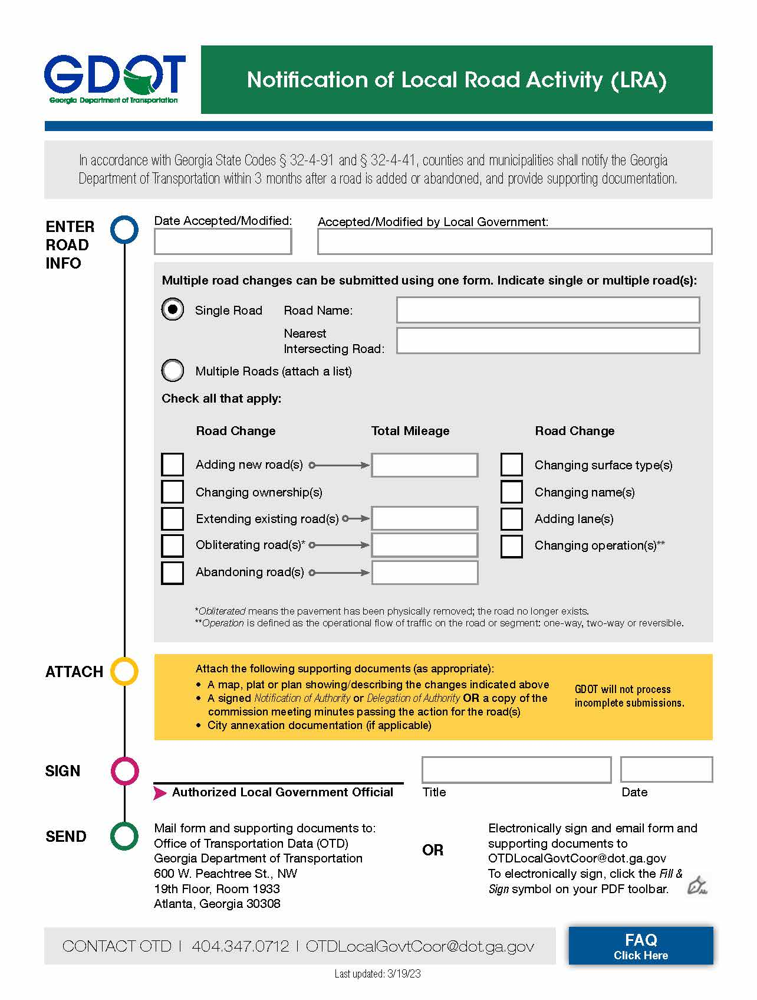 GDOT
Georgia Department of Transportation
Notification of Local Road Activity (LRA)
In accordance with Georgia State Codes § 32-4-91 and § 32-4-41, counties and municipalities shall notify the Georgia
Department of Transportation within 3 months after a road is added or abandoned, and provide supporting documentation.
ENTER
ROAD
INFO
Date Accepted/Modified:
Accepted/Modified by Local Government:
Multiple road changes can be submitted using one form. Indicate single or multiple road(s):
Single Road
Road Name:
Nearest
Intersecting Road:
Multiple Roads (attach a list)
Check all that apply:
Road Change
Total Mileage
Road Change
Adding new road(s)
Changing surface type(s)
Changing ownership(s)
Changing name(s)
Extending existing road(s)
Adding lane(s)
Obliterating road(s)*
Changing operation(s)**
Abandoning road(s)
*Obliterated means the pavement has been physically removed; the road no longer exists.
**Operation is defined as the operational flow of traffic on the road or segment: one-way, two-way or reversible.
ATTACH
Attach the following supporting documents (as appropriate):
• A map, plat or plan showing/describing the changes indicated above
• A signed Notification of Authority or Delegation of Authority OR a copy of the
commission meeting minutes passing the action for the road(s)
• City annexation documentation (if applicable)
GDOT will not process
incomplete submissions.
SIGN
Authorized Local Government Official
Title
Date
SEND
Mail form and supporting documents to:
Office of Transportation Data (OTD)
Georgia Department of Transportation
600 W. Peachtree St., NW
19th Floor, Room 1933
Atlanta, Georgia 30308
OR
Electronically sign and email form and
supporting documents to
OTDLocalGovtCoor@dot.ga.gov
To electronically sign, click the Fill &
Sign symbol on your PDF toolbar.
CONTACT OTD | 404.347.0712 | OTDLocalGovtCoor@dot.ga.gov
FAQ
Click Here
Last updated: 3/19/23